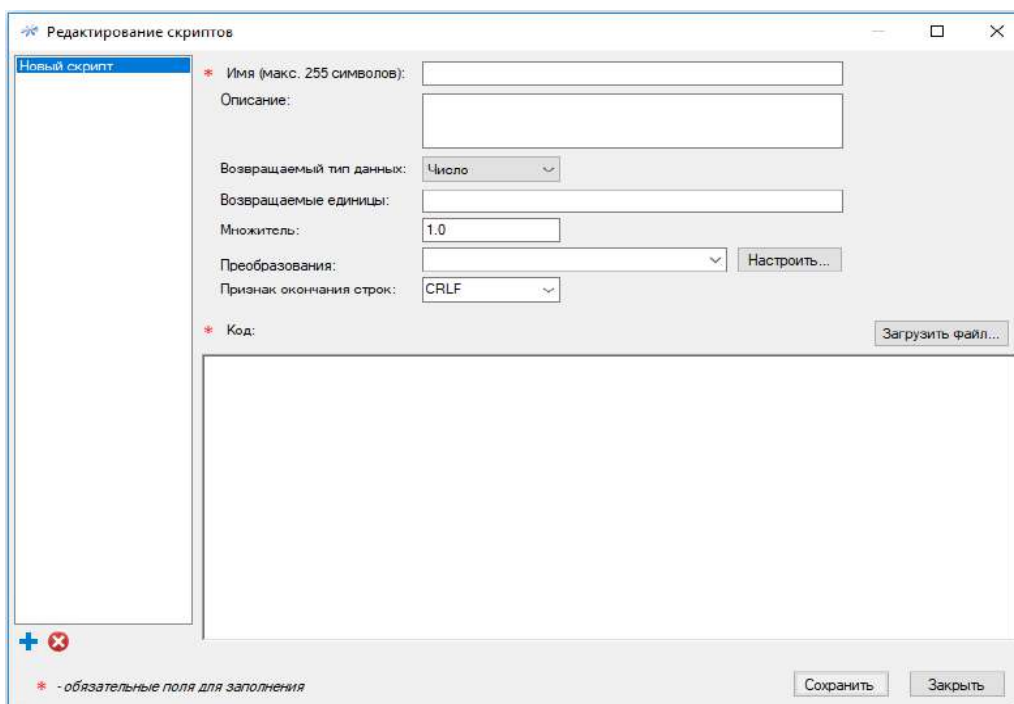 Редактирование скриптов
Новый скрипт
* Имя (макс. 255 символов):
Описание:
Возвращаемый тип данных: Число
Возвращаемые единицы:
Множитель: 1.0
Преобразования: Настроить...
Признак окончания строк: CRLF
* Код: Загрузить файл...
* - обязательные поля для заполнения
Сохранить Закрыть